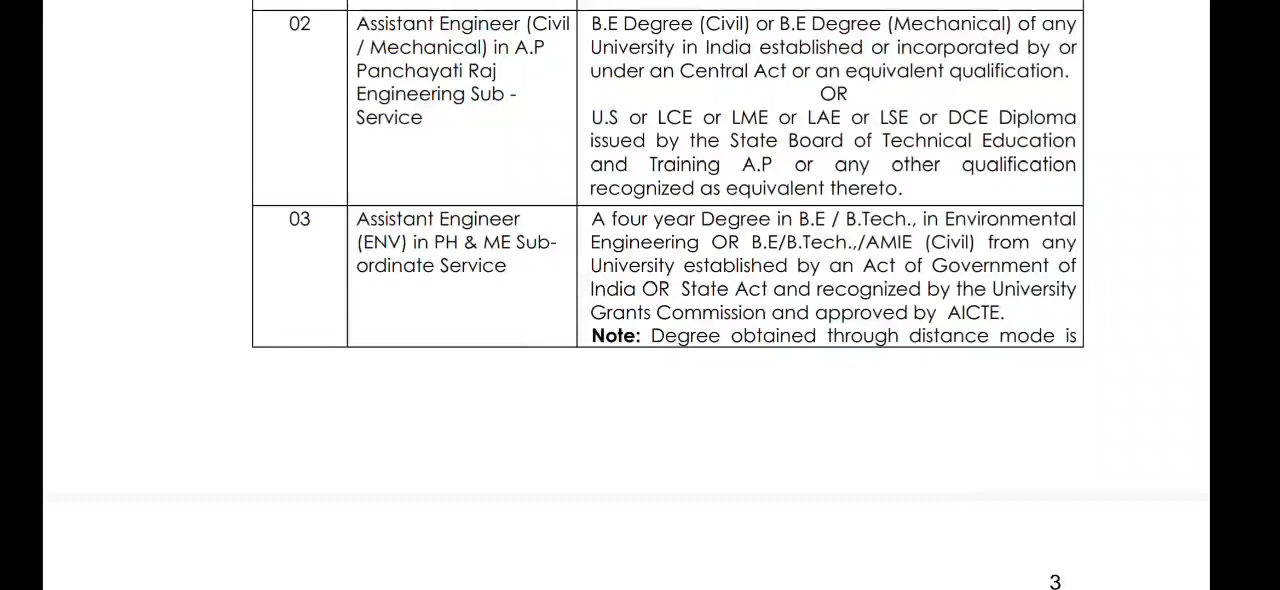 02
Assistant Engineer (Civil
/ Mechanical) in A.P
Panchayati Raj
Engineering Sub -
Service
B.E Degree (Civil) or B.E Degree (Mechanical) of any
University in India established or incorporated by or
under an Central Act or an equivalent qualification.
OR
U.S or LCE or LME or LAE or LSE or DCE Diploma
issued by the State Board of Technical Education
and Training A.P or any other qualification
recognized as equivalent thereto.
03
Assistant Engineer
(ENV) in PH & ME Sub-
ordinate Service
A four year Degree in B.E / B.Tech., in Environmental
Engineering OR B.E/B.Tech.,/AMIE (Civil) from any
University established by an Act of Government of
India OR State Act and recognized by the University
Grants Commission and approved by AICTE.
Note: Degree obtained through distance mode is
3